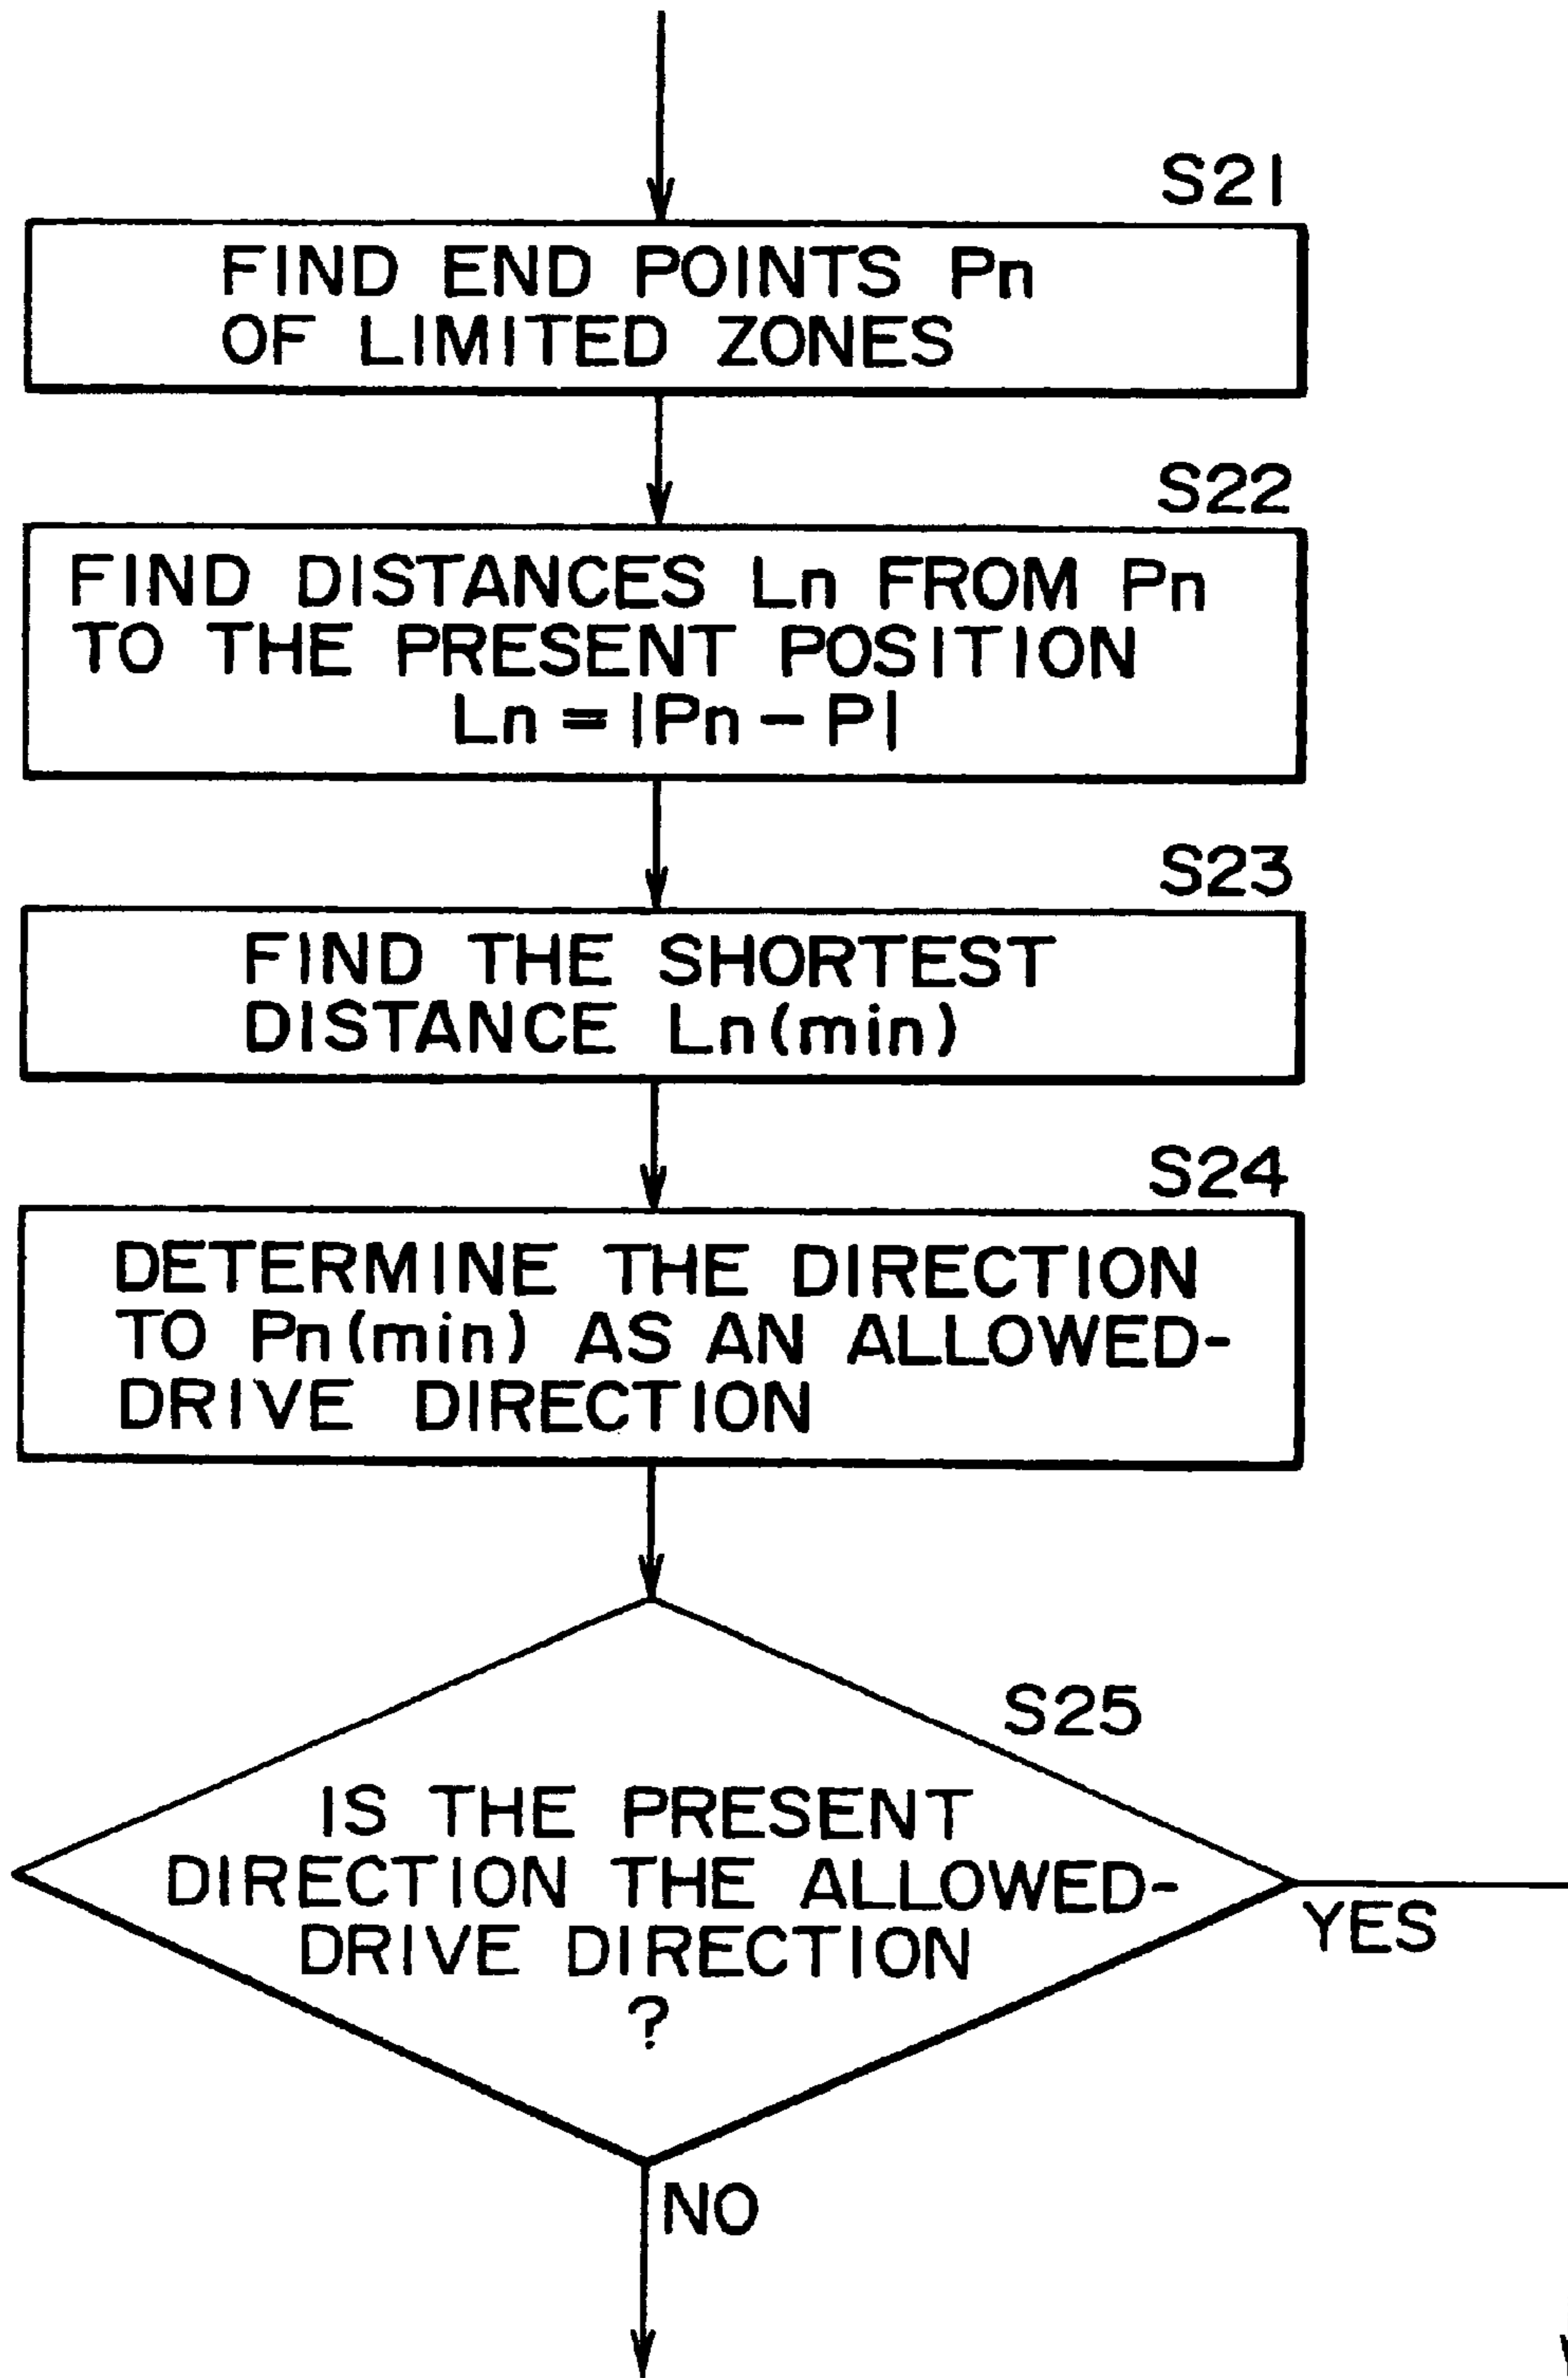 S21
FIND END POINTS Pn
OF LIMITED ZONES
S22
FIND DISTANCES Ln FROM Pn
TO THE PRESENT POSITION
Ln = |Pn - P|
S23
FIND THE SHORTEST
DISTANCE Ln(min)
S24
DETERMINE THE DIRECTION
TO Pn(min) AS AN ALLOWED-
DRIVE DIRECTION
S25
IS THE PRESENT
DIRECTION THE ALLOWED-
DRIVE DIRECTION
?
YES
NO